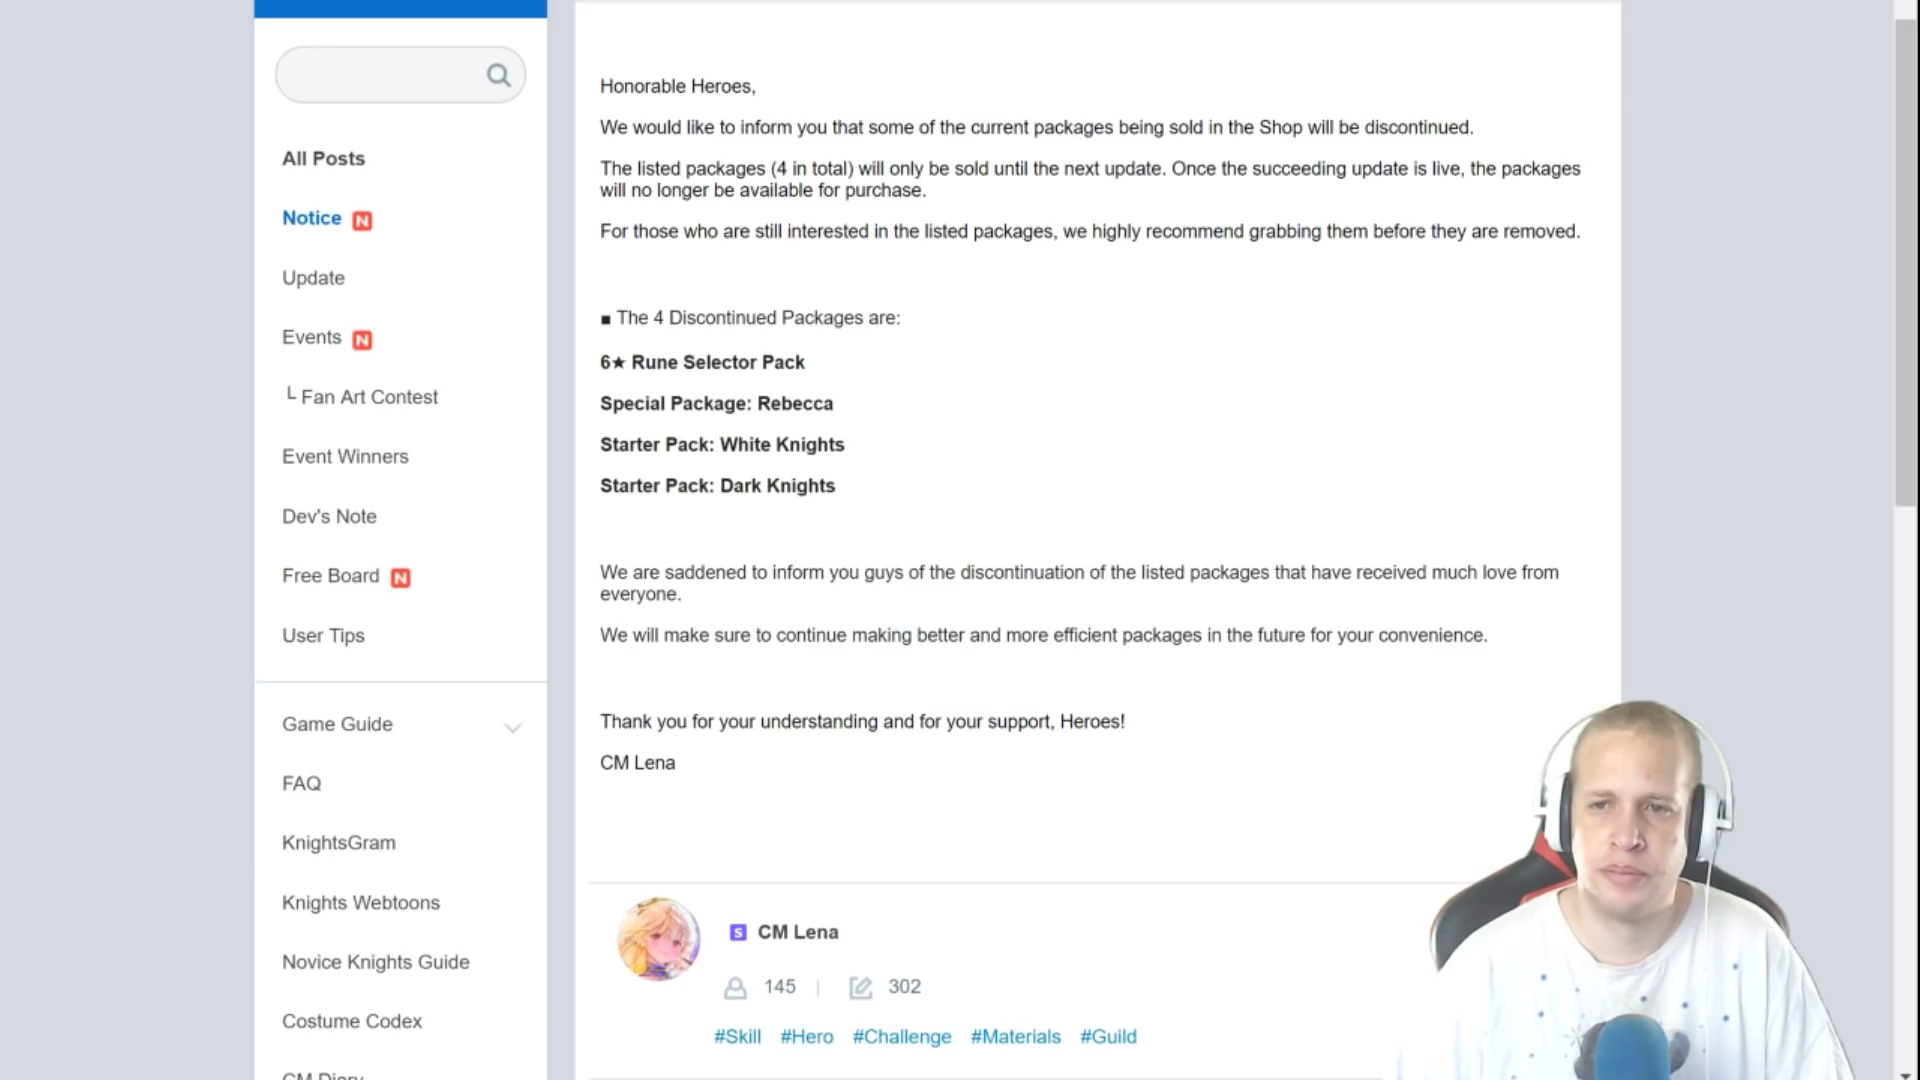 All Posts
Notice N
Update
Events N
└ Fan Art Contest
Event Winners
Dev's Note
Free Board N
User Tips
Game Guide
FAQ
KnightsGram
Knights Webtoons
Novice Knights Guide
Costume Codex
CM Diary
Honorable Heroes,
We would like to inform you that some of the current packages being sold in the Shop will be discontinued.
The listed packages (4 in total) will only be sold until the next update. Once the succeeding update is live, the packages
will no longer be available for purchase.
For those who are still interested in the listed packages, we highly recommend grabbing them before they are removed.
■ The 4 Discontinued Packages are:
6★ Rune Selector Pack
Special Package: Rebecca
Starter Pack: White Knights
Starter Pack: Dark Knights
We are saddened to inform you guys of the discontinuation of the listed packages that have received much love from
everyone.
We will make sure to continue making better and more efficient packages in the future for your convenience.
Thank you for your understanding and for your support, Heroes!
CM Lena
S CM Lena
145 | 302
#Skill #Hero #Challenge #Materials #Guild